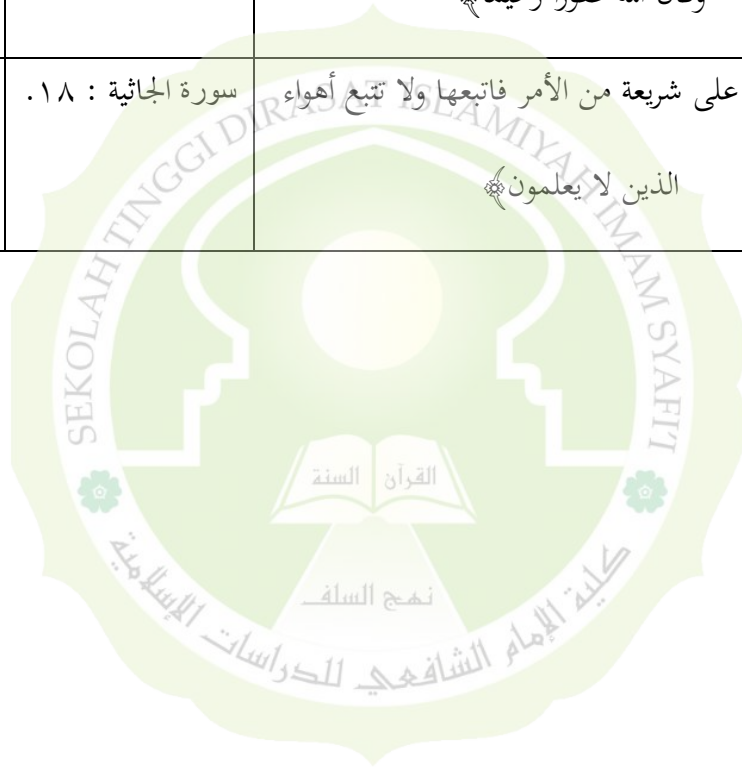 وكان الله غفورا رحيما﴾
على شريعة من الأمر فاتبعها ولا تتبع أهواء
سورة الجاثية : ١٨.
الذين لا يعلمون﴾
SEKOLAH TINGGI DIRASAT ISLAMIYAH IMAM SYAFI'I
القرآن السنة
نهج السلف
كلية الإمام الشافعي للدراسات الإسلامية